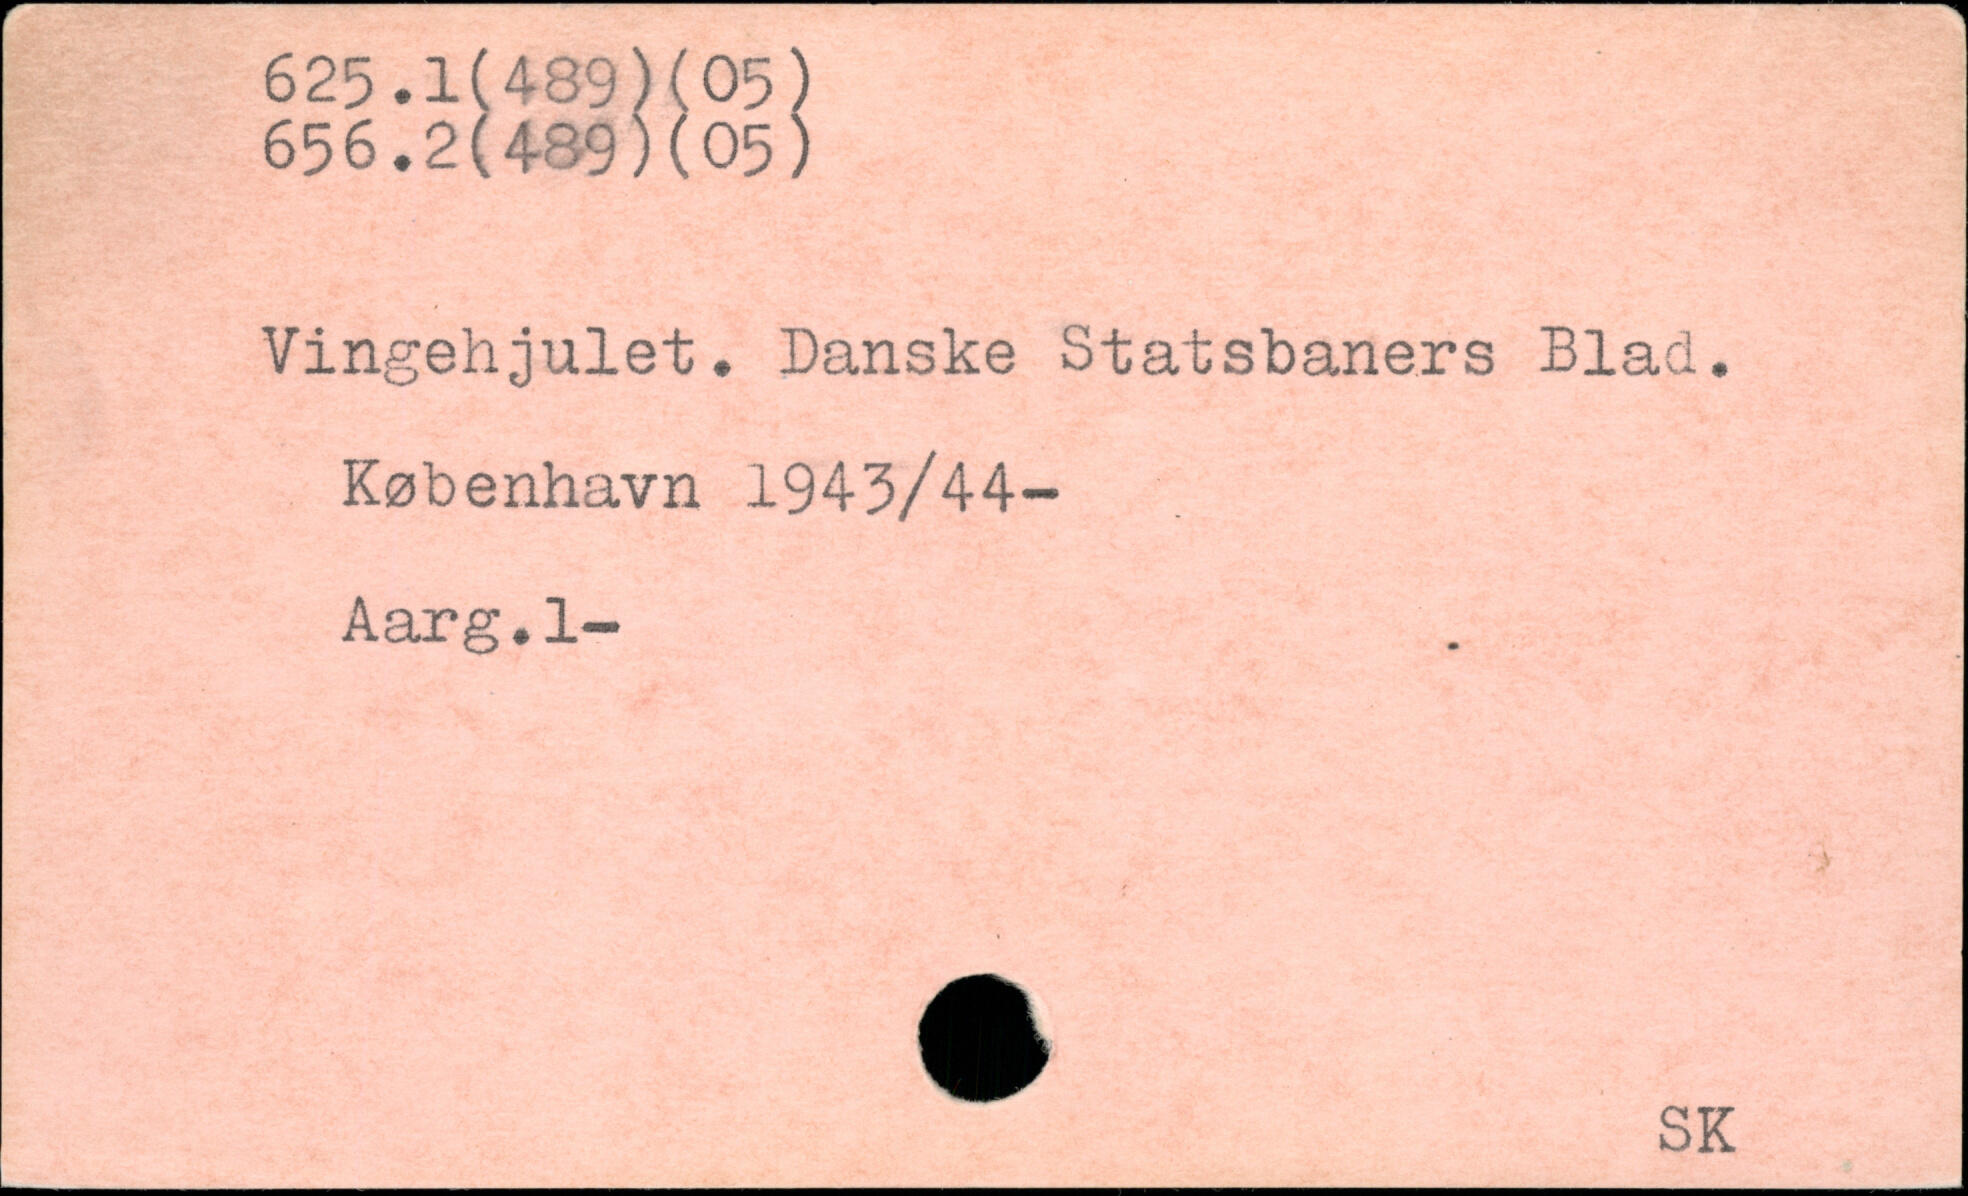 625.1(489)(05)
656.2(489)(05)
Vingehjulet. Danske Statsbaners Blad.
København 1943/44-
Aarg.1-
SK